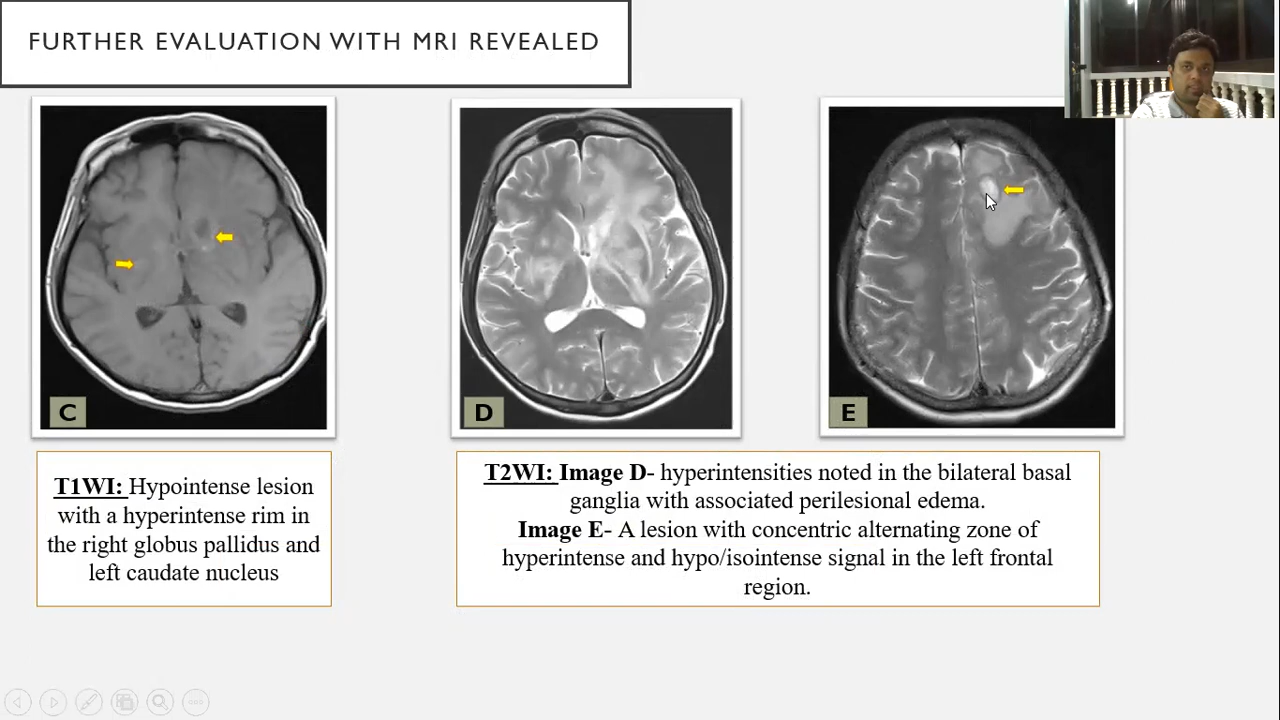 FURTHER EVALUATION WITH MRI REVEALED
C
D
E
T1WI: Hypointense lesion
with a hyperintense rim in
the right globus pallidus and
left caudate nucleus
T2WI: Image D- hyperintensities noted in the bilateral basal
ganglia with associated perilesional edema.
Image E- A lesion with concentric alternating zone of
hyperintense and hypo/isointense signal in the left frontal
region.